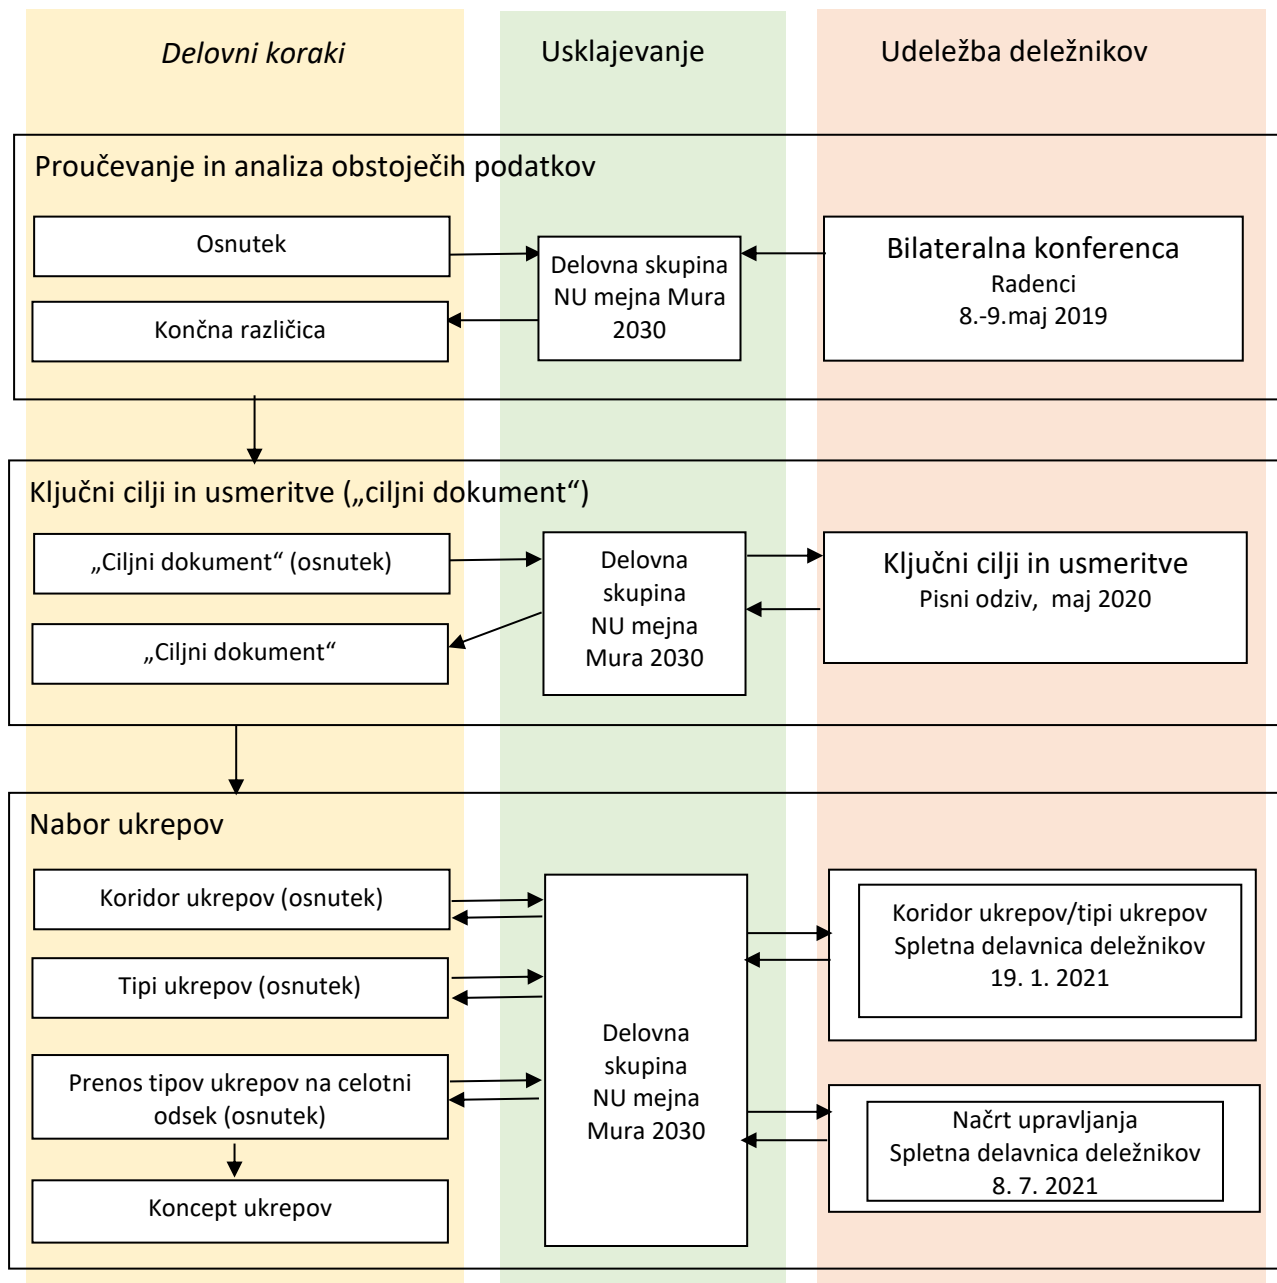 Delovni koraki
Usklajevanje
Udeležba deležnikov
Proučevanje in analiza obstoječih podatkov
Osnutek
Končna različica
Delovna skupina
NU mejna Mura
2030
Bilateralna konferenca
Radenci
8.-9.maj 2019
Ključni cilji in usmeritve („ciljni dokument“)
„Ciljni dokument“ (osnutek)
„Ciljni dokument“
Delovna
skupina
NU mejna
Mura 2030
Ključni cilji in usmeritve
Pisni odziv, maj 2020
Nabor ukrepov
Koridor ukrepov (osnutek)
Tipi ukrepov (osnutek)
Prenos tipov ukrepov na celotni
odsek (osnutek)
Koncept ukrepov
Delovna
skupina
NU mejna
Mura 2030
Koridor ukrepov/tipi ukrepov
Spletna delavnica deležnikov
19. 1. 2021
Načrt upravljanja
Spletna delavnica deležnikov
8. 7. 2021